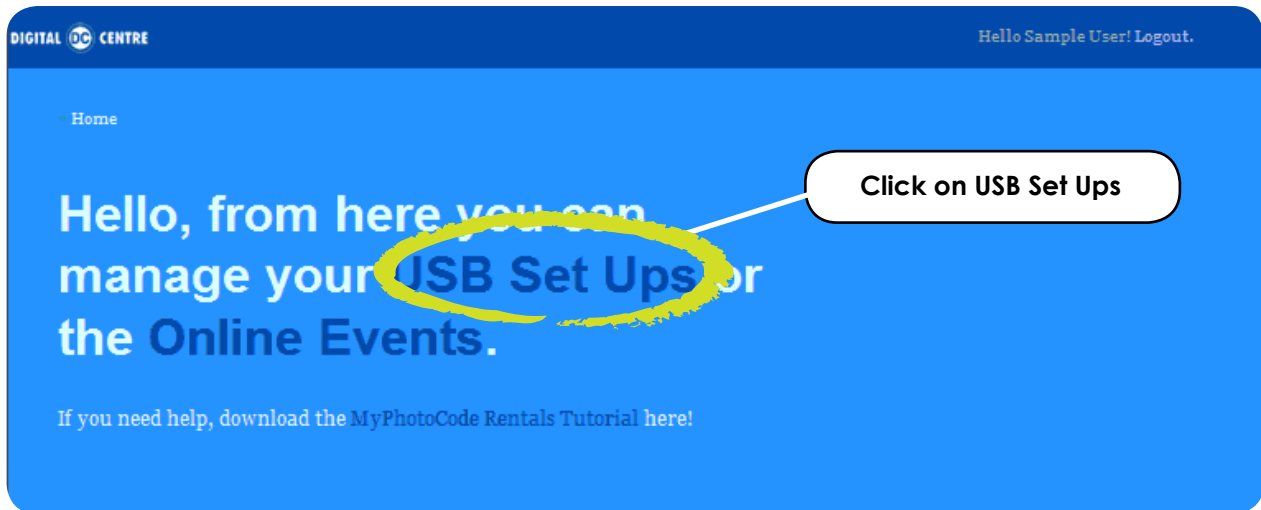 DIGITAL DC CENTRE
Hello Sample User! Logout.
Home
Click on USB Set Ups
Hello, from here you can
manage your USB Set Ups or
the Online Events.
If you need help, download the MyPhotoCode Rentals Tutorial here!